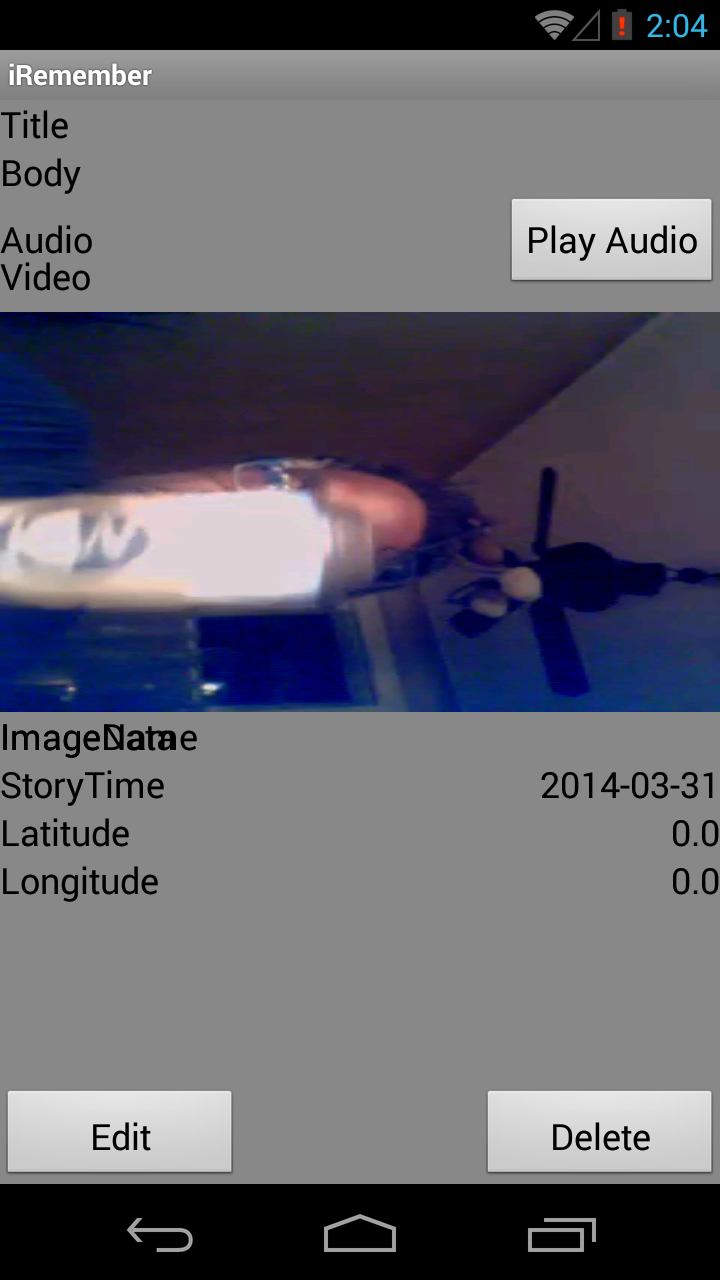 2:04
iRemember
Title
Body
Audio
Play Audio
Video
StoryTime 2014-03-31
Latitude 0.0
Longitude 0.0
Edit Delete